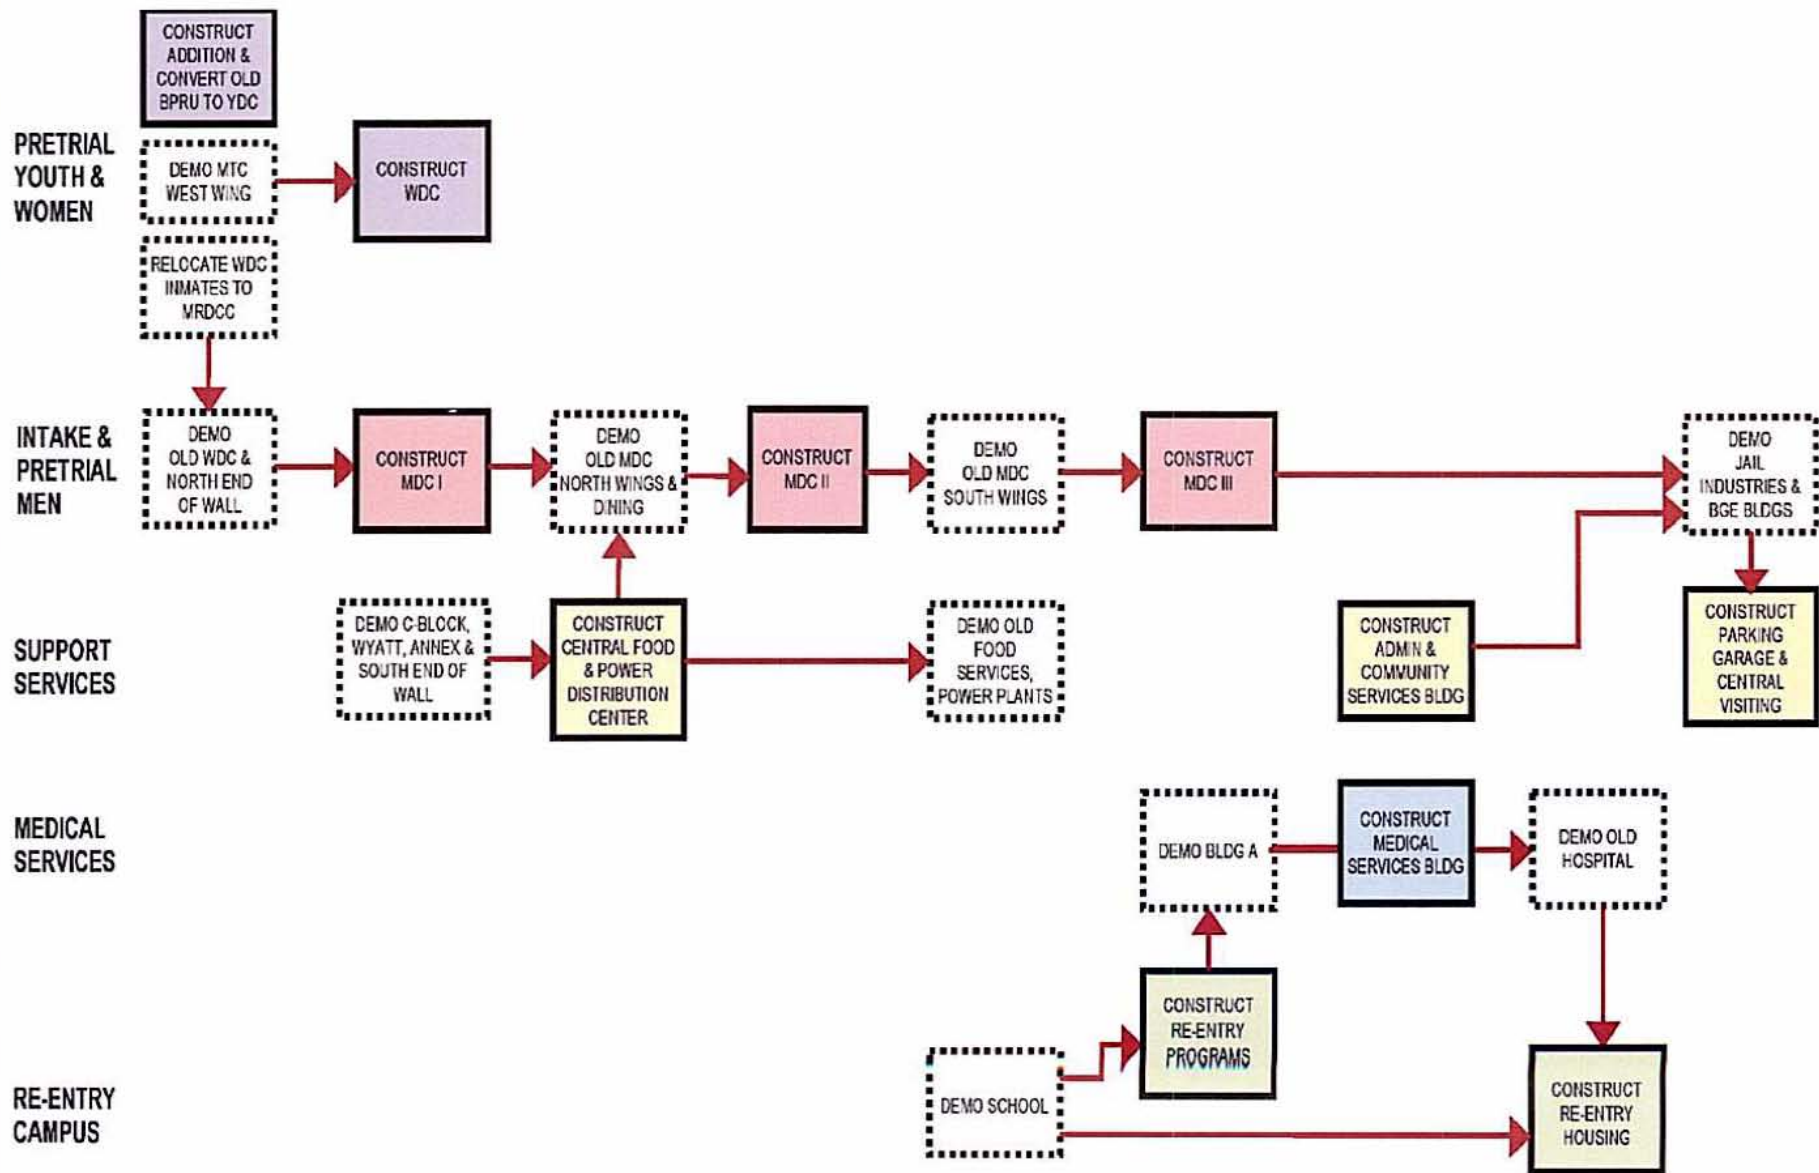 CONSTRUCT
ADDITION &
CONVERT OLD
BPRU TO YDC
PRETRIAL
YOUTH &
WOMEN
DEMO MTC
WEST WING
CONSTRUCT
WDC
RELOCATE WDC
INMATES TO
MRDCC
INTAKE &
PRETRIAL
MEN
DEMO
OLD WDC &
NORTH END
OF WALL
CONSTRUCT
MDC I
DEMO
OLD MDC
NORTH WINGS &
DINING
CONSTRUCT
MDC II
DEMO
OLD MDC
SOUTH WINGS
CONSTRUCT
MDC III
DEMO
JAIL
INDUSTRIES &
BGE BLDGS
SUPPORT
SERVICES
DEMO C-BLOCK,
WYATT, ANNEX &
SOUTH END OF
WALL
CONSTRUCT
CENTRAL FOOD
& POWER
DISTRIBUTION
CENTER
DEMO OLD
FOOD
SERVICES,
POWER PLANTS
CONSTRUCT
ADMIN &
COMMUNITY
SERVICES BLDG
CONSTRUCT
PARKING
GARAGE &
CENTRAL
VISITING
MEDICAL
SERVICES
DEMO BLDG A
CONSTRUCT
MEDICAL
SERVICES BLDG
DEMO OLD
HOSPITAL
RE-ENTRY
CAMPUS
DEMO SCHOOL
CONSTRUCT
RE-ENTRY
PROGRAMS
CONSTRUCT
RE-ENTRY
HOUSING